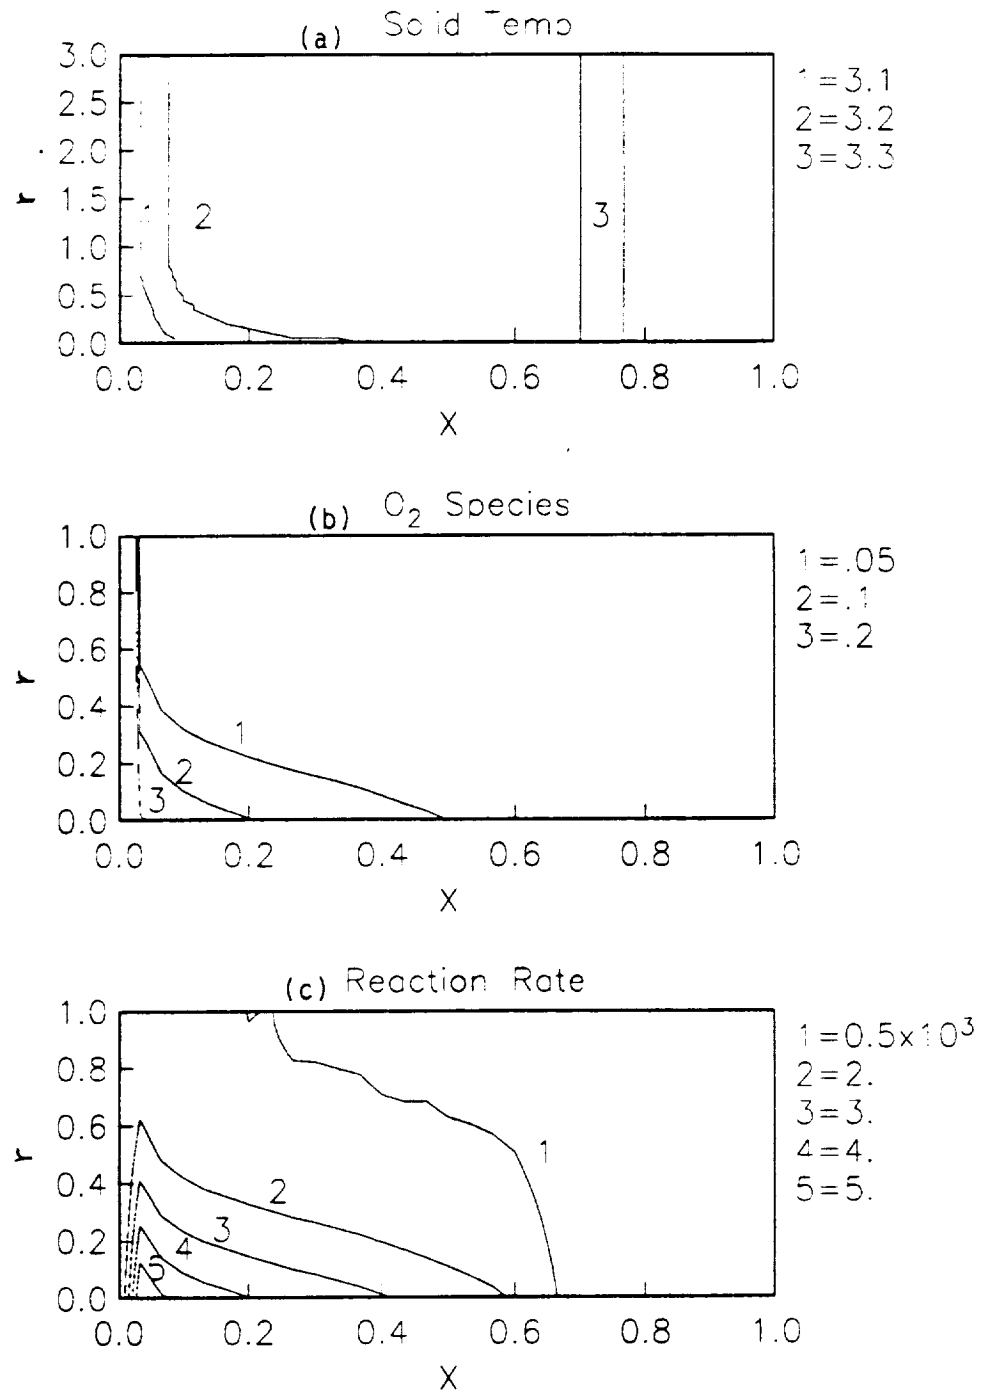 (a) Solid Temp
3.0
2.5
2.0
1.5
1.0
0.5
0.0
r
1 2 3
0.0 0.2 0.4 0.6 0.8 1.0
X
1=3.1
2=3.2
3=3.3
(b) O2 Species
1.0
0.8
0.6
0.4
0.2
0.0
r
1
2
3
0.0 0.2 0.4 0.6 0.8 1.0
X
1=.05
2=.1
3=.2
(c) Reaction Rate
1.0
0.8
0.6
0.4
0.2
0.0
r
1
2
3
4
5
0.0 0.2 0.4 0.6 0.8 1.0
X
1=0.5x10³
2=2.
3=3.
4=4.
5=5.